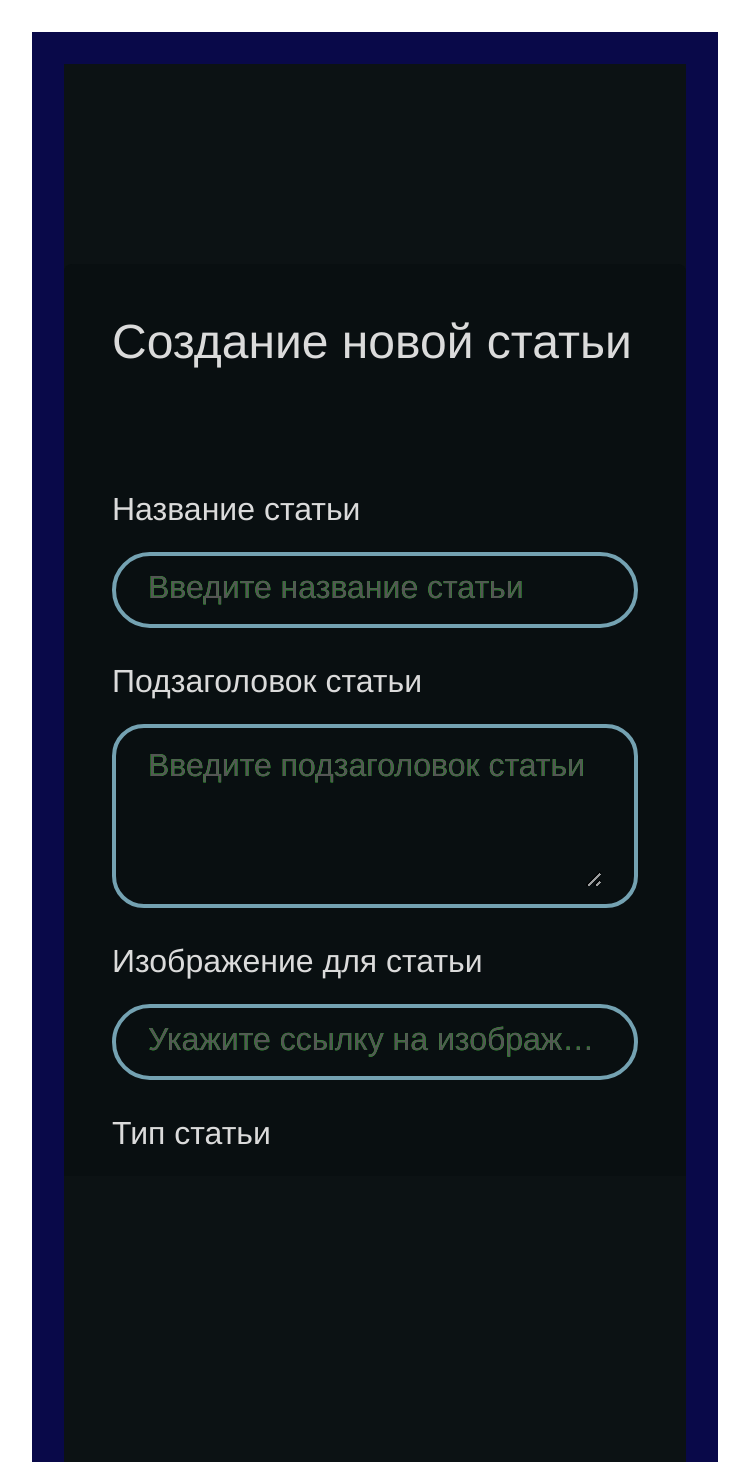 Создание новой статьи
Название статьи
Введите название статьи
Подзаголовок статьи
Введите подзаголовок статьи
Изображение для статьи
Укажите ссылку на изображ…
Тип статьи